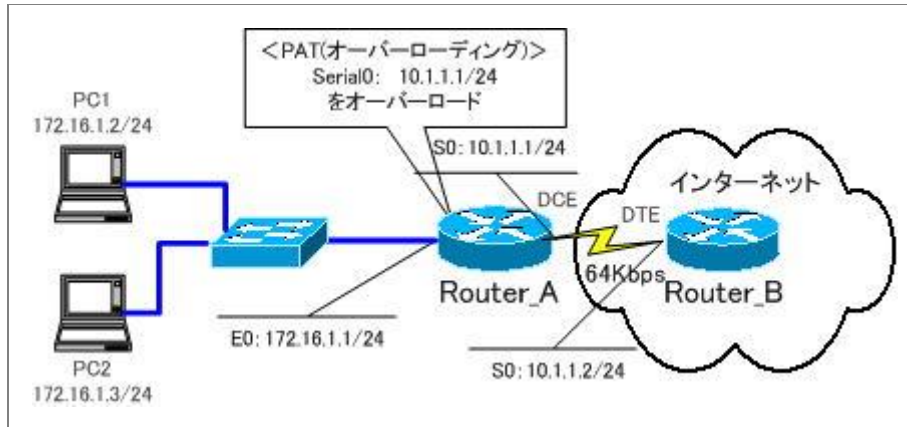 <PAT(オーバーローディング)>
Serial0: 10.1.1.1/24
をオーバーロード
PC1
172.16.1.2/24
S0: 10.1.1.1/24
インターネット
DCE
DTE
64Kbps
Router_A
Router_B
E0: 172.16.1.1/24
S0: 10.1.1.2/24
PC2
172.16.1.3/24